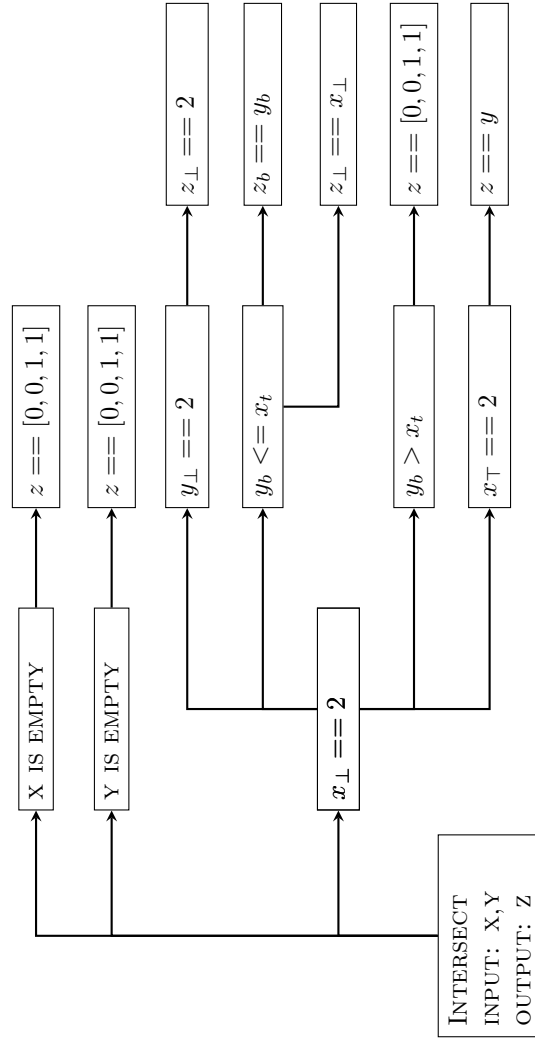 INTERSECT
INPUT: X,Y
OUTPUT: Z
X IS EMPTY
z == [0, 0, 1, 1]
Y IS EMPTY
z == [0, 0, 1, 1]
x⊥ == 2
y⊥ == 2
z⊥ == 2
y_b <= x_t
z_b == y_b
z⊥ == x⊥
y_b > x_t
z == [0, 0, 1, 1]
x⊤ == 2
z == y